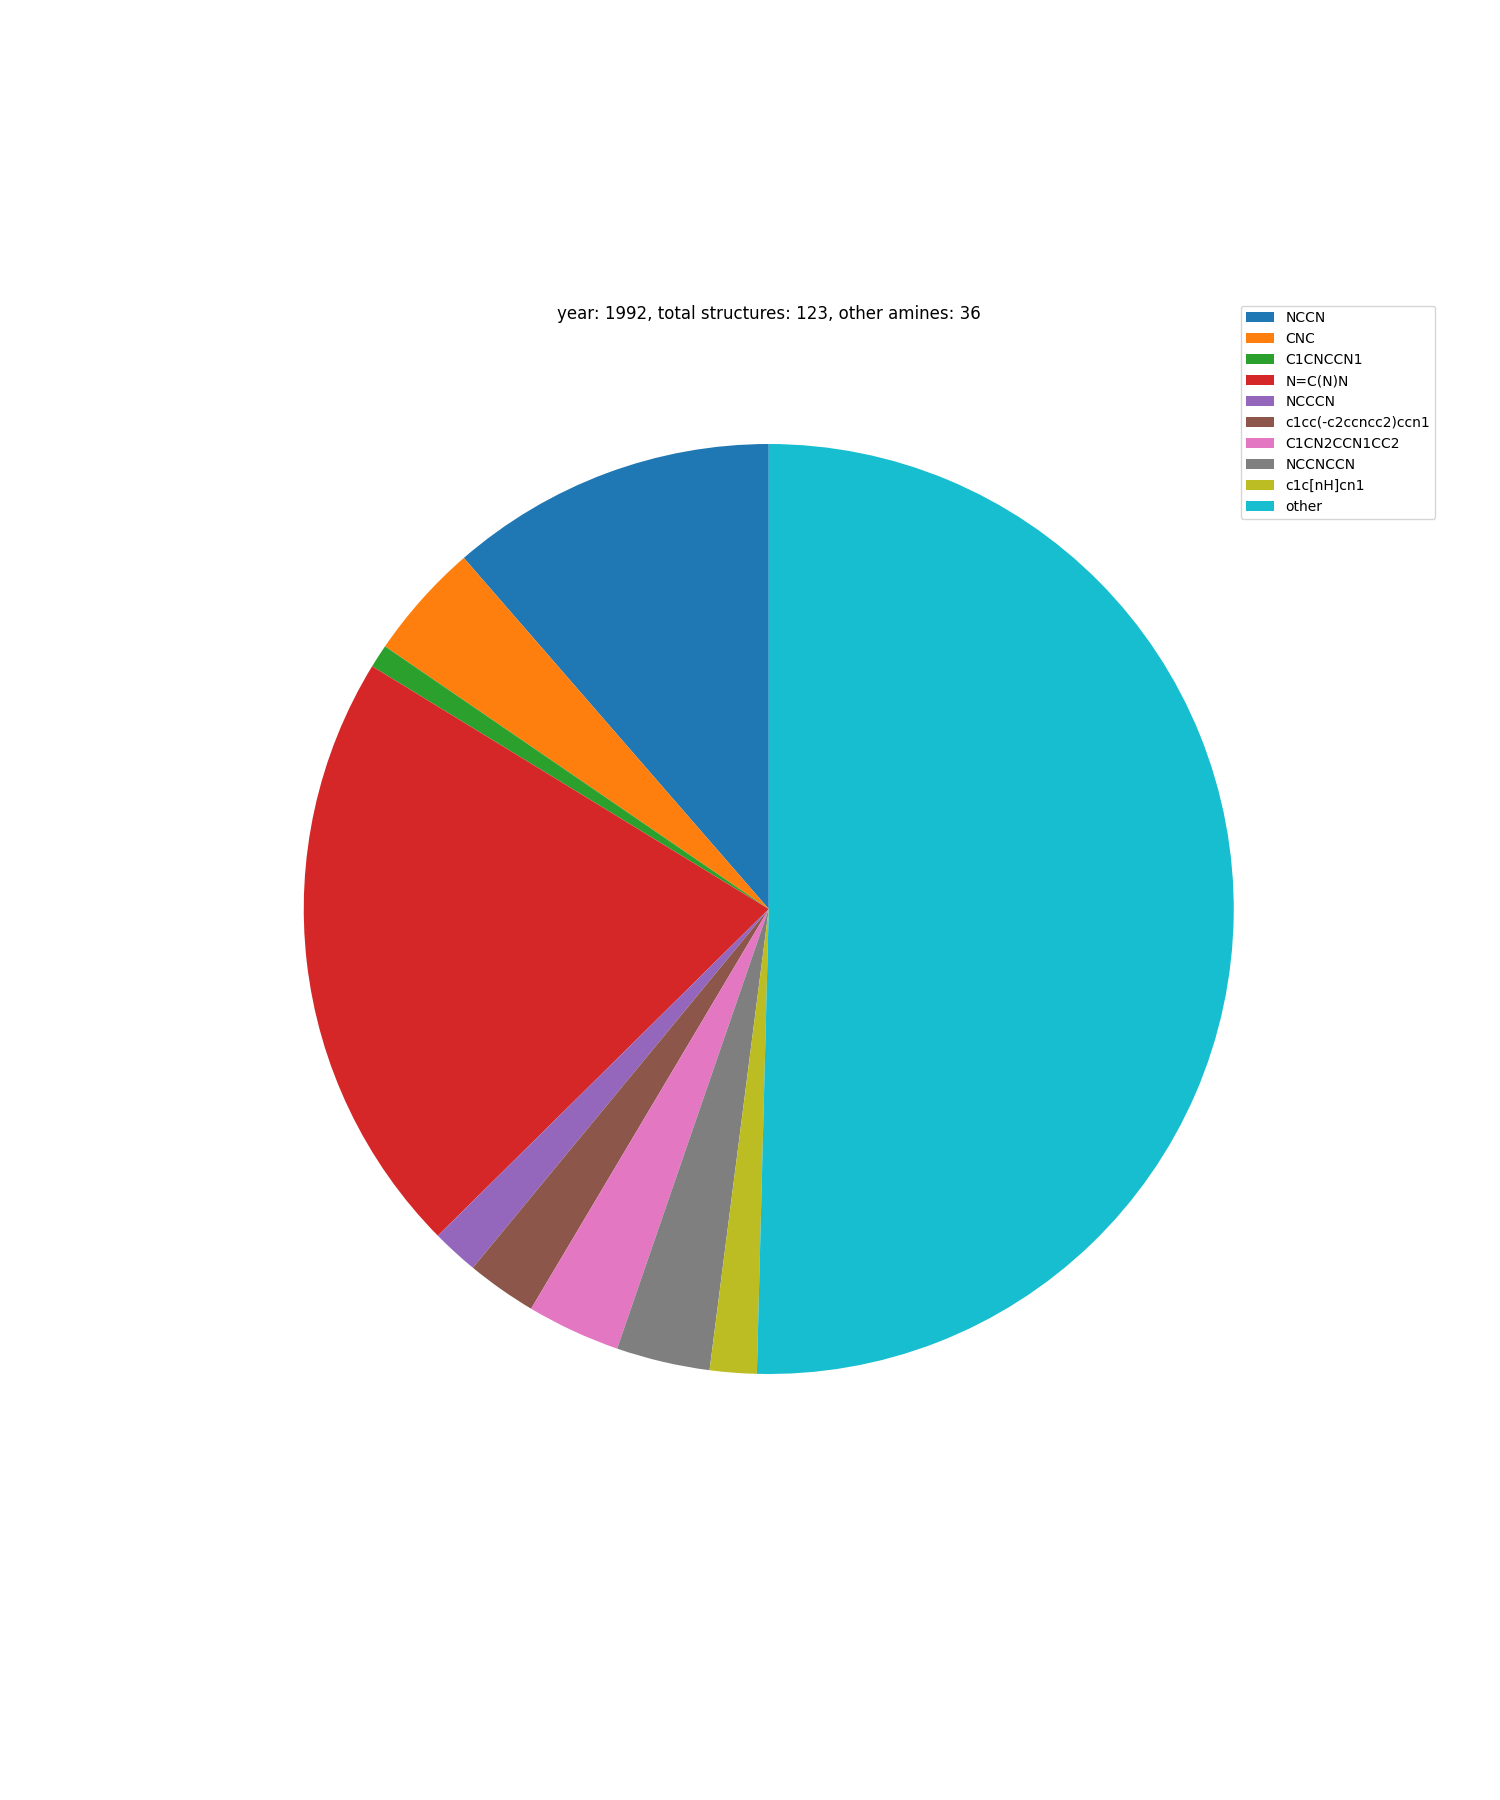 year: 1992, total structures: 123, other amines: 36
NCCN
CNC
C1CNCCN1
N=C(N)N
NCCCN
c1cc(-c2ccncc2)ccn1
C1CN2CCN1CC2
NCCNCCN
c1c[nH]cn1
other